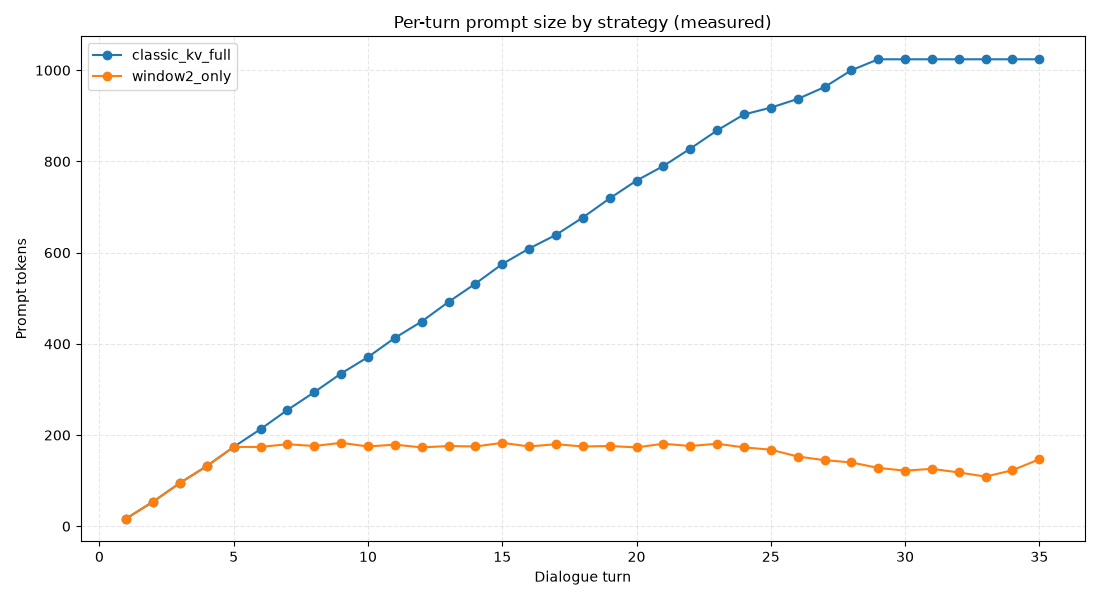 Per-turn prompt size by strategy (measured)
classic_kv_full
window2_only
Prompt tokens
1000
800
600
400
200
0
0 5 10 15 20 25 30 35
Dialogue turn